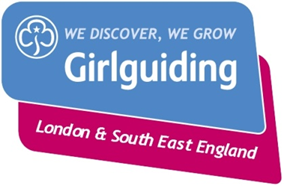 WE DISCOVER, WE GROW
Girlguiding
London & South East England